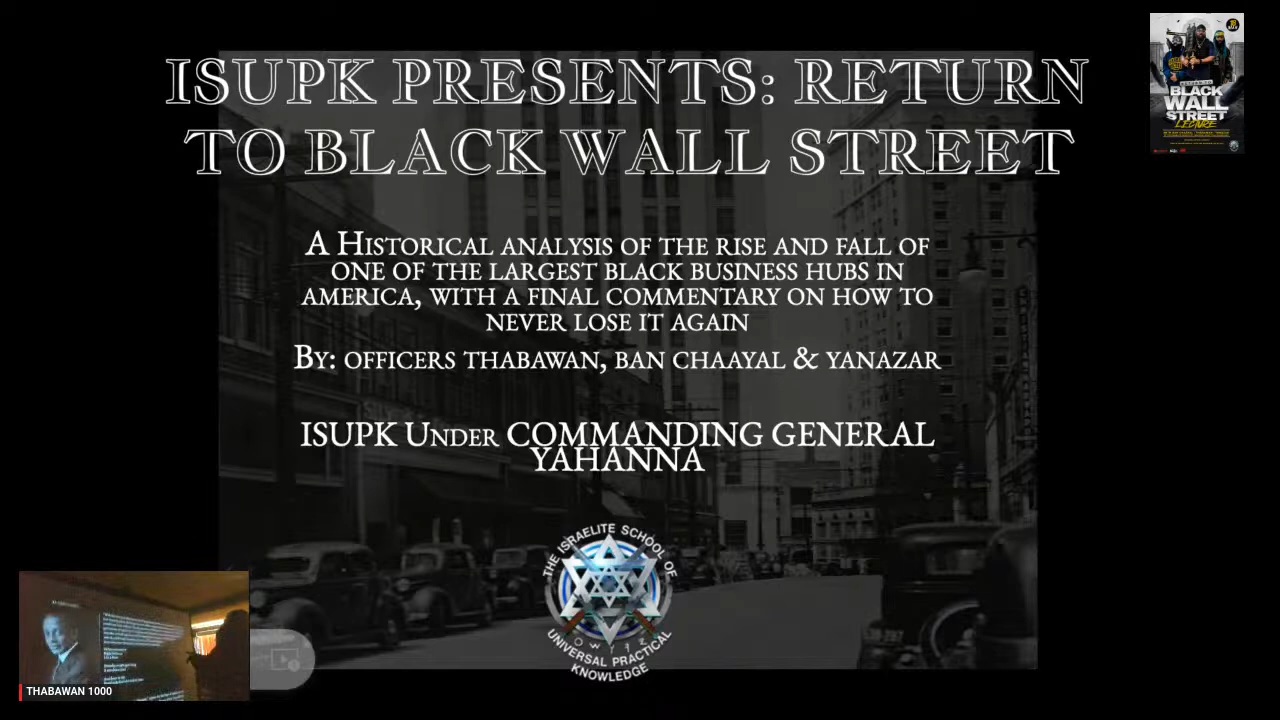 ISUPK PRESENTS: RETURN
TO BLACK WALL STREET
A HISTORICAL ANALYSIS OF THE RISE AND FALL OF
ONE OF THE LARGEST BLACK BUSINESS HUBS IN
AMERICA, WITH A FINAL COMMENTARY ON HOW TO
NEVER LOSE IT AGAIN
BY: OFFICERS THABAWAN, BAN CHAAYAL & YANAZAR
ISUPK UNDER COMMANDING GENERAL
YAHANNA
THE ISRAELITE SCHOOL OF
UNIVERSAL PRACTICAL
KNOWLEDGE
THABAWAN 1000
BLACK
WALL
STREET
LECTURE